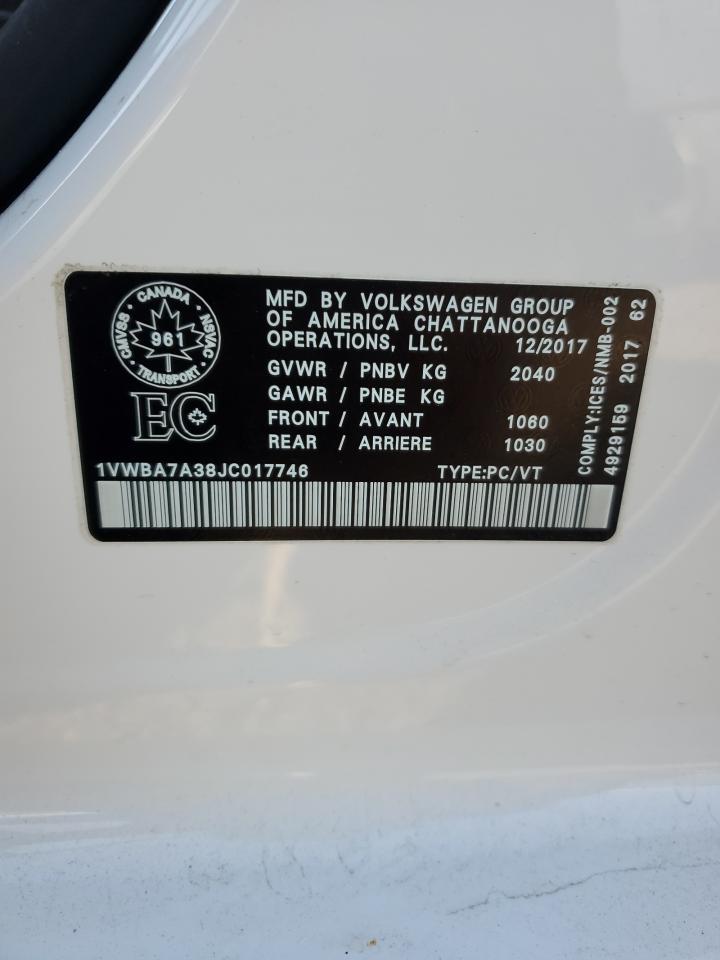 CANADA
CMVSS
NSVAC
961
TRANSPORT
EC
MFD BY VOLKSWAGEN GROUP
OF AMERICA CHATTANOOGA
OPERATIONS, LLC. 12/2017
GVWR / PNBV KG 2040
GAWR / PNBE KG
FRONT / AVANT 1060
REAR / ARRIERE 1030
1VWBA7A38JC017746 TYPE:PC/VT
COMPLY:ICES/NMB-002
4929159 2017 62